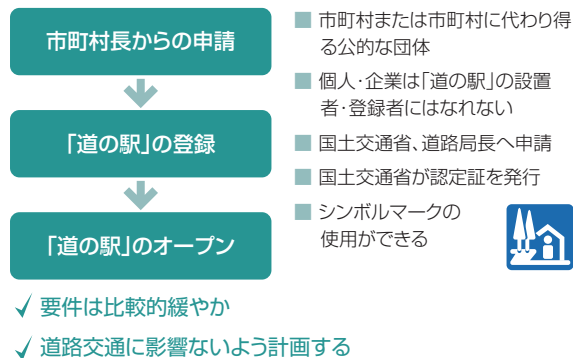 市町村長からの申請
「道の駅」の登録
「道の駅」のオープン
市町村または市町村に代わり得
る公的な団体
個人・企業は「道の駅」の設置
者・登録者にはなれない
国土交通省、道路局長へ申請
国土交通省が認定証を発行
シンボルマークの
使用ができる
✓ 要件は比較的緩やか
✓ 道路交通に影響ないよう計画する